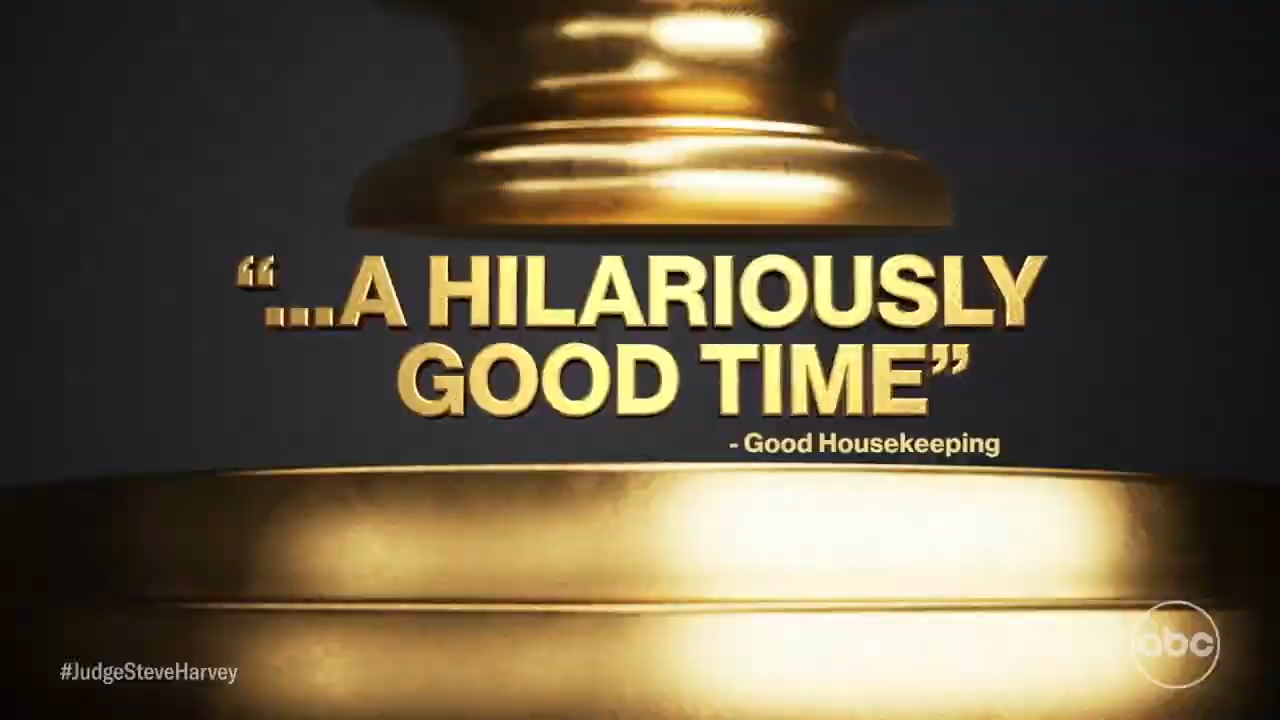 “...A HILARIOUSLY
GOOD TIME”
- Good Housekeeping
#JudgeSteveHarvey
abc